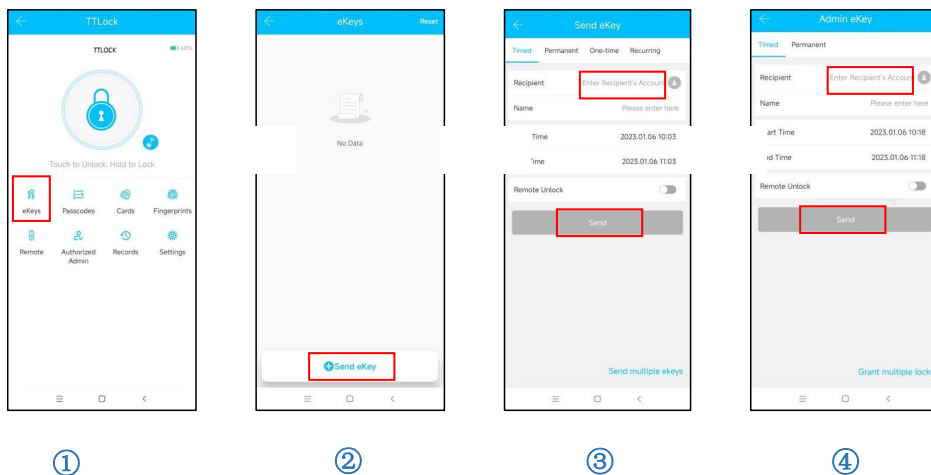 TTLock
TTLOCK
60%
Touch to Unlock, Hold to Lock
eKeys
Passcodes
Cards
Fingerprints
Remote
Authorized
Admin
Records
Settings
①
eKeys
Reset
No Data
Send eKey
②
Send eKey
Timed Permanent One-time Recurring
Recipient Enter Recipient's Accoun
Name Please enter here
Time 2023.01.06 10:03
ime 2023.01.06 11:03
Remote Unlock
Send
Send multiple ekeys
③
Admin eKey
Timed Permanent
Recipient Enter Recipient's Accoun
Name Please enter here
art Time 2023.01.06 10:18
id Time 2023.01.06 11:18
Remote Unlock
Send
Grant multiple lock
④